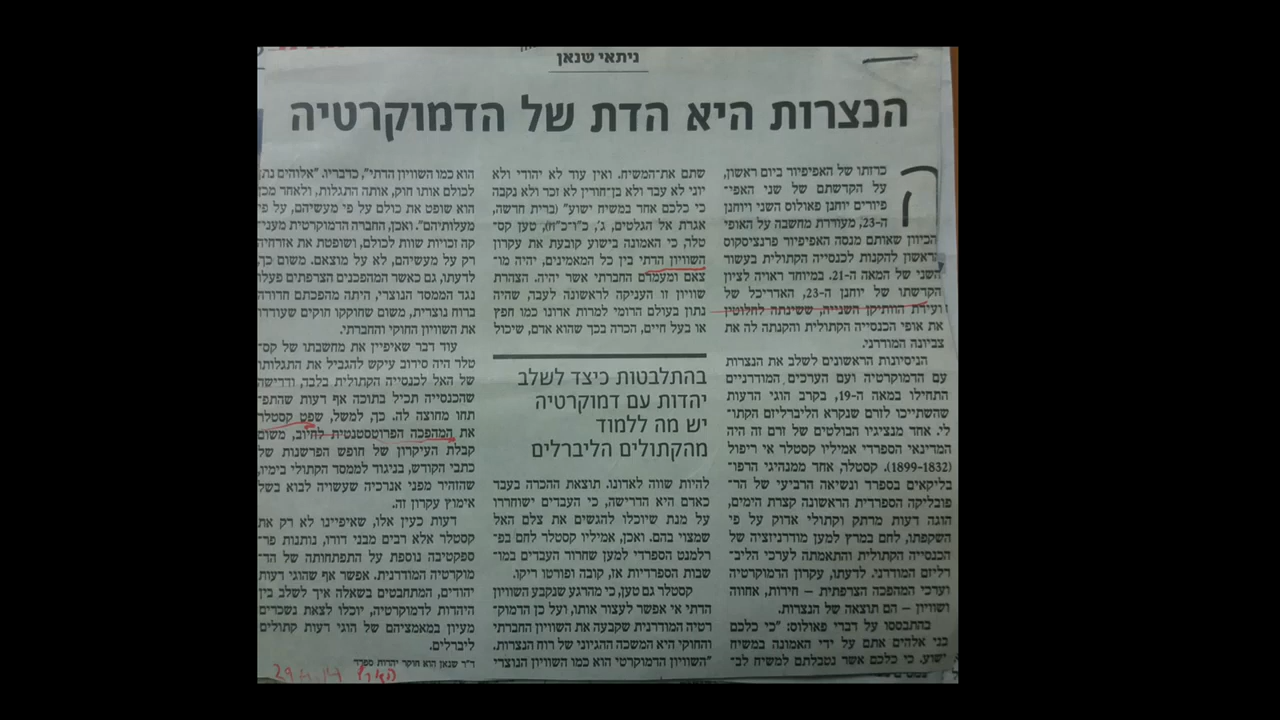 ניתאי שנאן
הנצרות היא הדת של הדמוקרטיה
הכרזתו של האפיפיור ביום ראשון,
על הקדשתם של שני האפי־
פיורים יוחנן פאולוס השני ויוחנן
ה-23, מעוררת מחשבה על האופי
הכיוון שאותם מנסה האפיפיור פרנציסקוס
הראשון להקנות לכנסייה הקתולית בעשור
השני של המאה ה-21. במיוחד ראויה לציון
הקדשתו של יוחנן ה-23, האדריכל של
ועידת הוותיקן השנייה, ששינתה לחלוטין
את אופי הכנסייה הקתולית והקנתה לה את
צביונה המודרני.
הניסיונות הראשונים לשלב את הנצרות
עם הדמוקרטיה ועם הערכים המודרניים
התחילו במאה ה-19, בקרב הוגי הדעות
שהשתייכו לזרם שנקרא הליברליזם הקתו־
לי. אחד מנציגיו הבולטים של זרם זה היה
המדינאי הספרדי אמיליו קסטלר אי ריפול
(1899-1832). קסטלר, אחד ממנהיגי הרפו־
בליקאים בספרד ונשיאה הרביעי של הר־
פובליקה הספרדית הראשונה קצרת הימים,
הוגה דעות מרתק וקתולי אדוק על פי
השקפתו, לחם במרץ למען מודרניזציה של
הכנסייה הקתולית והתאמתה לערכי הליב־
רליזם המודרני. לדעתו, עקרון הדמוקרטיה
וערכי המהפכה הצרפתית – חירות, אחווה
ושוויון – הם תוצאה של הנצרות.
בהתבססו על דברי פאולוס: "כי כלכם
בני אלהים אתם על ידי האמונה במשיח
ישוע. כי כלכם אשר נטבלתם למשיח לב־
שתם את-המשיח. ואין עוד לא יהודי ולא
יוני לא עבד ולא בן-חורין לא זכר ולא נקבה
כי כלכם אחד במשיח ישוע" (ברית חדשה,
אגרת אל הגלטים, ג', כ"ו-כ"ח), טען קס־
טלר, כי האמונה בישוע קובעת את עקרון
השוויון הדתי בין כל המאמינים, יהיה מו־
צאם ומעמדם החברתי אשר יהיה. הצהרת
שוויון זו העניקה לראשונה לעבד, שהיה
נתון בעולם הרומי למרות אדונו כמו חפץ
או בעל חיים, הכרה בכך שהוא אדם, שיכול
בהתלבטות כיצד לשלב
יהדות עם דמוקרטיה
יש מה ללמוד
מהקתולים הליברלים
להיות שווה לאדונו. תוצאת ההכרה בעבד
כאדם היא הדרישה, כי העבדים ישוחררו
על מנת שיוכלו להגשים את צלם האל
שמצוי בהם. ואכן, אמיליו קסטלר לחם בפ־
רלמנט הספרדי למען שחרור העבדים במו־
שבות הספרדיות אז, קובה ופורטו ריקו.
קסטלר גם טען, כי מהרגע שנקבע השוויון
הדתי אי אפשר לעצור אותו, ועל כן הדמוק־
רטיה המודרנית שקבעה את השוויון החברתי
והחוקי היא המשכה ההגיוני של רוח הנצרות.
"השוויון הדמוקרטי הוא כמו השוויון הנוצרי
הוא כמו השוויון הדתי", כדבריו. "אלוהים נתן
לכולם אותו חוק, אותה התגלות, ולאחר מכן
הוא שופט את כולם על פי מעשיהם, על פי
מעלותיהם". ואכן, החברה הדמוקרטית מעני־
קה זכויות שוות לכולם, ושופטת את אזרחיה
רק על מעשיהם, לא על מוצאם. משום כך,
לדעתו, גם כאשר המהפכנים הצרפתים פעלו
נגד הממסד הנוצרי, היתה מהפכתם חדורה
ברוח נוצרית, משום שחוקקו חוקים שעודדו
את השוויון החוקי והחברתי.
עוד דבר שאיפיין את מחשבתו של קס־
טלר היה סירוב עיקש להגביל את התגלותו
של האל לכנסייה הקתולית בלבד, ודרישה
שהכנסייה תכיל בתוכה אף דעות שהתפ־
תחו מחוצה לה. כך, למשל, שפט קסטלר
את המהפכה הפרוטסטנטית לחיוב, משום
קבלת העיקרון של חופש הפרשנות של
כתבי הקודש, בניגוד לממסד הקתולי בימיו,
שהזהיר מפני אנרכיה שעשויה לבוא בשל
אימוץ עקרון זה.
דעות כעין אלו, שאיפיינו לא רק את
קסטלר אלא רבים מבני דורו, נותנות פר־
ספקטיבה נוספת על התפתחותה של הד־
מוקרטיה המודרנית. אפשר אף שהוגי דעות
יהודים, המתחבטים בשאלה איך לשלב בין
היהדות לדמוקרטיה, יוכלו לצאת נשכרים
מעיון במאמציהם של הוגי דעות קתולים
ליברלים.
ד"ר שנאן הוא חוקר יהדות ספרד
הארץ 29.4.14